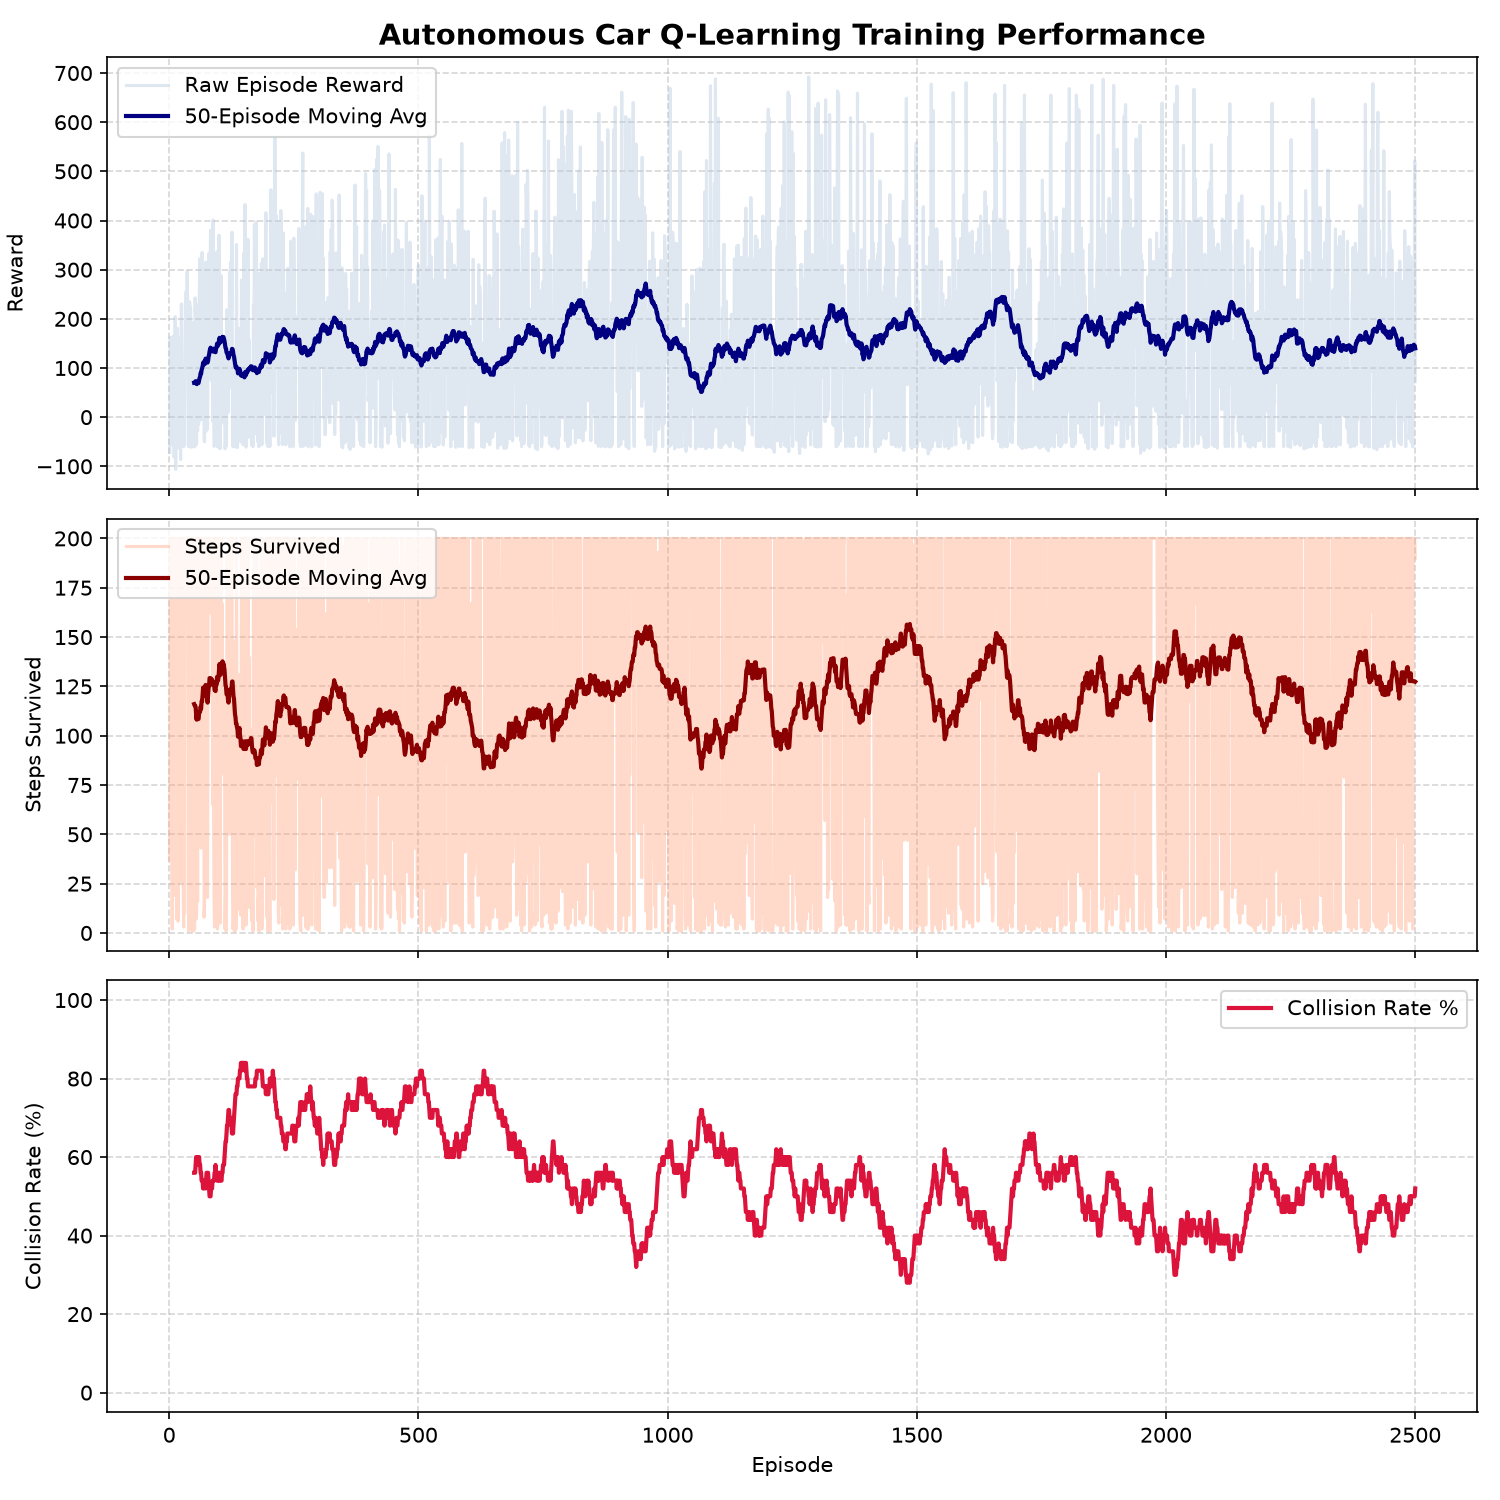 Autonomous Car Q-Learning Training Performance
Raw Episode Reward
50-Episode Moving Avg
700
600
500
400
300
200
100
0
−100
Reward
Steps Survived
50-Episode Moving Avg
200
175
150
125
100
75
50
25
0
Steps Survived
Collision Rate %
100
80
60
40
20
0
Collision Rate (%)
0 500 1000 1500 2000 2500
Episode